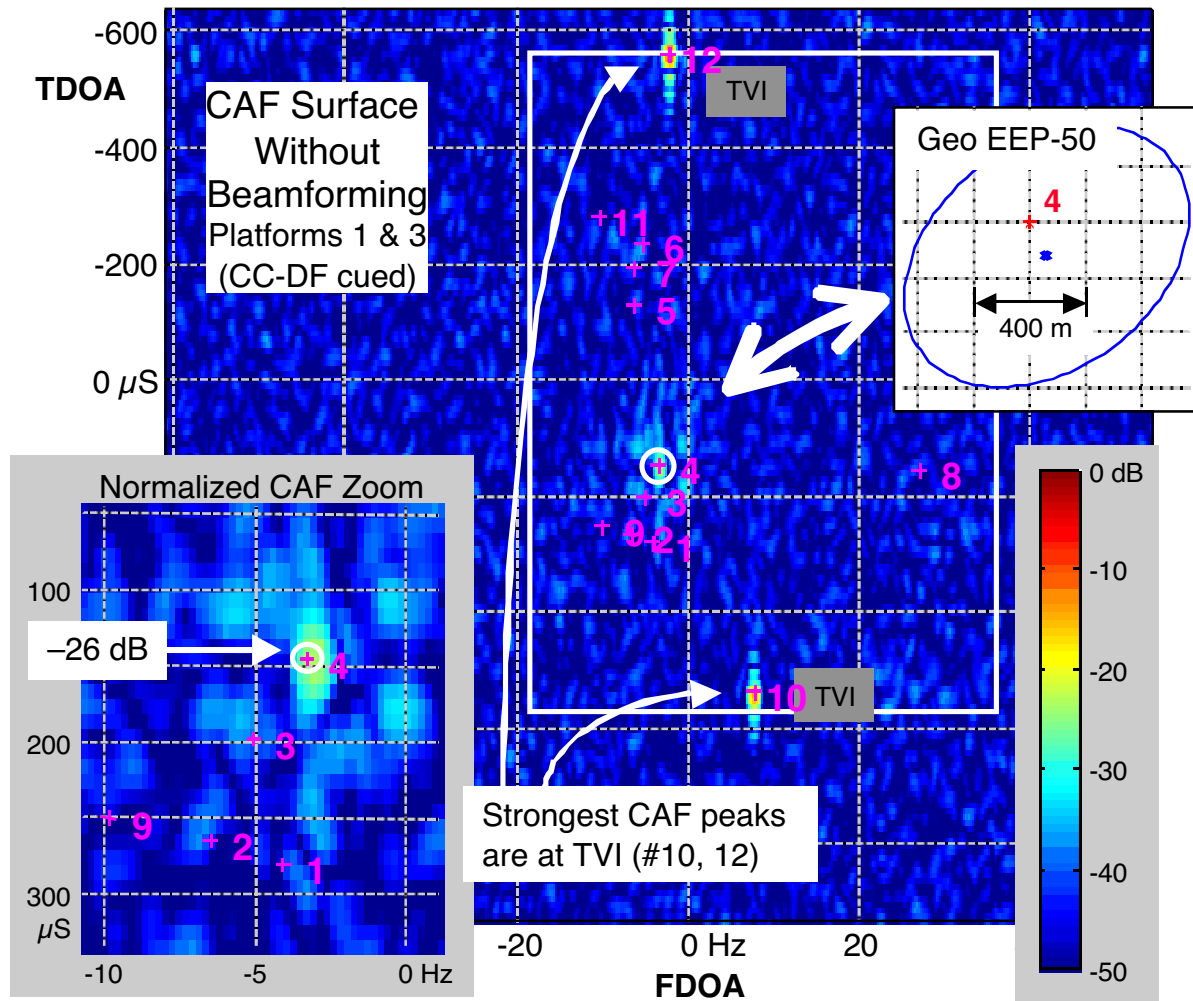 -600
TDOA
-400
-200
0 µS
CAF Surface
Without
Beamforming
Platforms 1 & 3
(CC-DF cued)
12
TVI
11
6
7
5
4
3
8
9
2
1
10
TVI
Geo EEP-50
4
400 m
Normalized CAF Zoom
100
–26 dB
4
200
3
9
2
1
300
µS
-10
-5
0 Hz
Strongest CAF peaks
are at TVI (#10, 12)
-20
0 Hz
20
FDOA
0 dB
-10
-20
-30
-40
-50